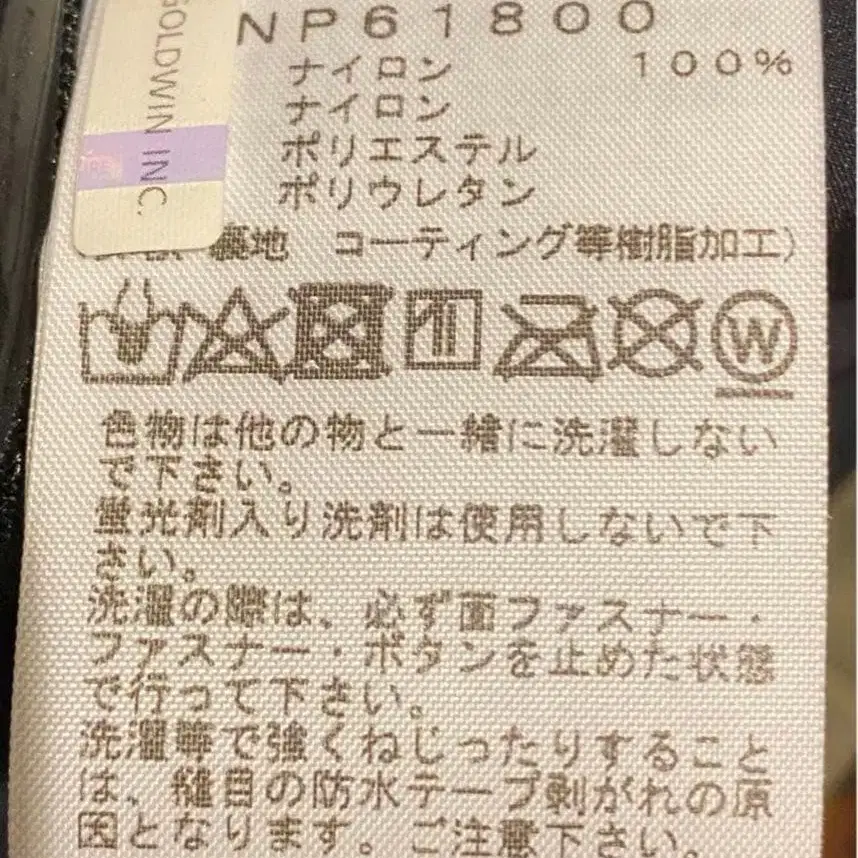 GOLDWIN INC.
NP61800
ナイロン 100%
ナイロン
ポリエステル
ポリウレタン
裏地 コーティング等樹脂加工)
W
色物は他の物と一緒に洗濯しない
で下さい。
蛍光剤入り洗剤は使用しないで下
さい。
洗濯の際は、必ず面ファスナー・
ファスナー・ボタンを止めた状態
で行って下さい。
洗濯等で強くねじったりすること
は、縫目の防水テープ剥がれの原
因となります。ご注意下さい。